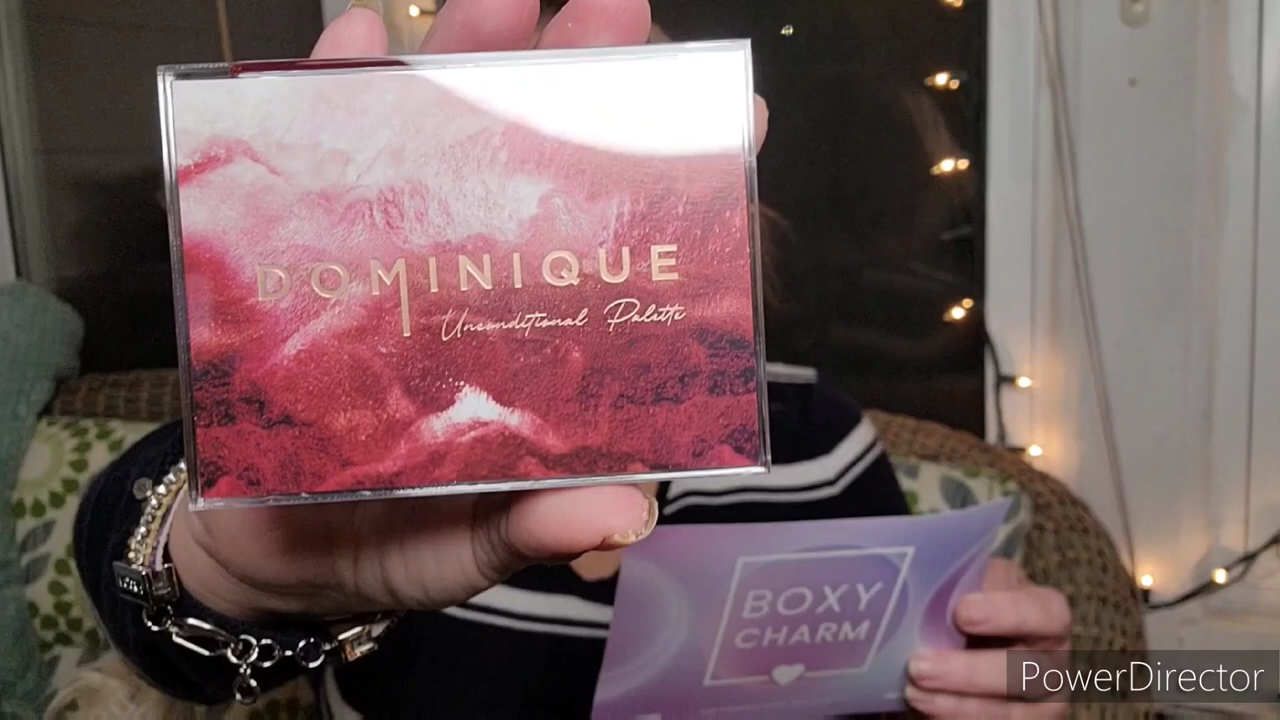 DOMINIQUE
Unconditional Palette
BOXY
CHARM
PowerDirector